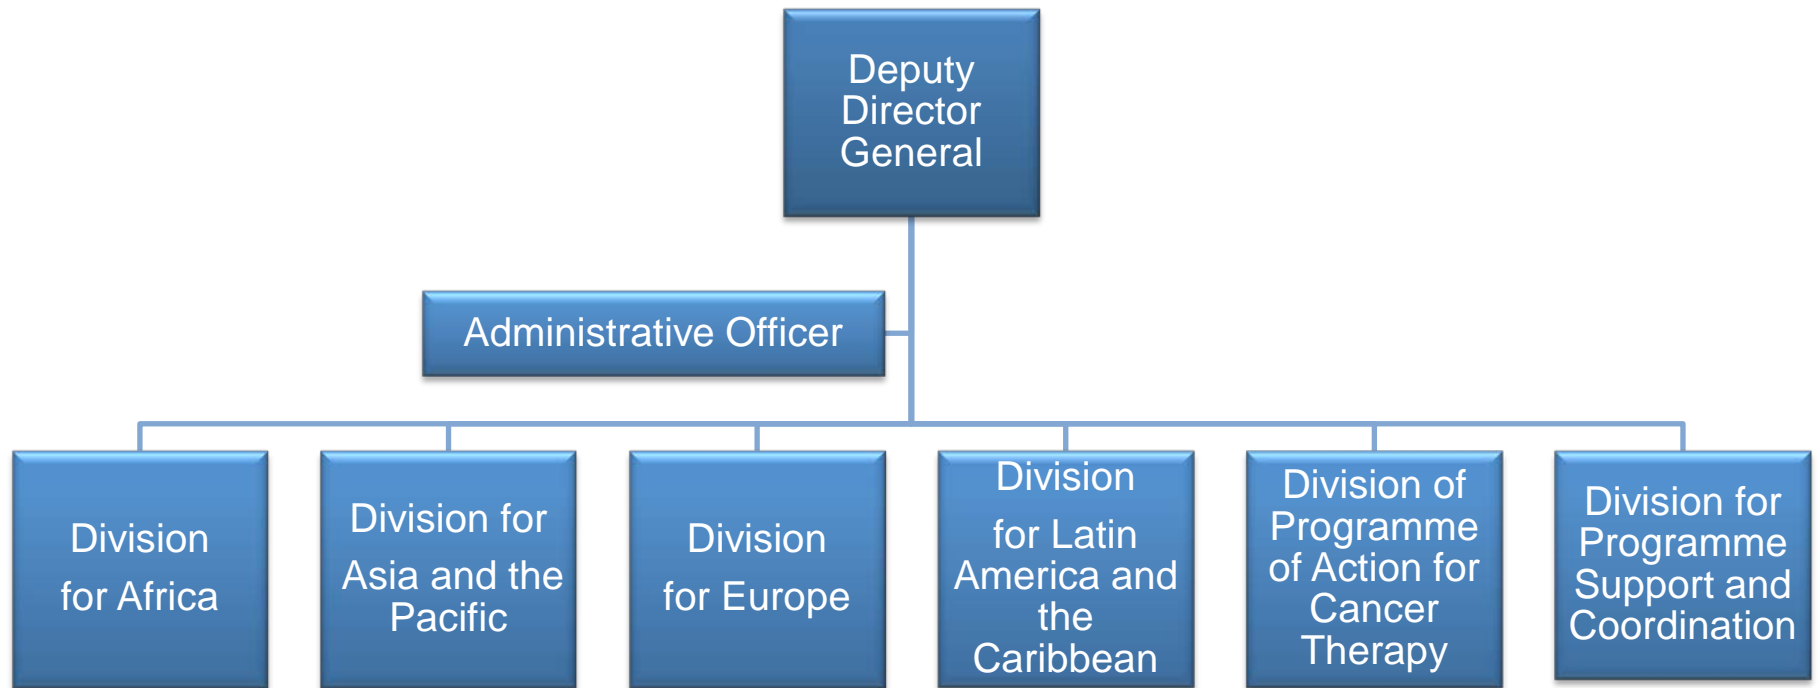 Deputy
Director
General
Administrative Officer
Division
for Africa
Division for
Asia and the
Pacific
Division
for Europe
Division
for Latin
America and
the
Caribbean
Division of
Programme
of Action for
Cancer
Therapy
Division for
Programme
Support and
Coordination